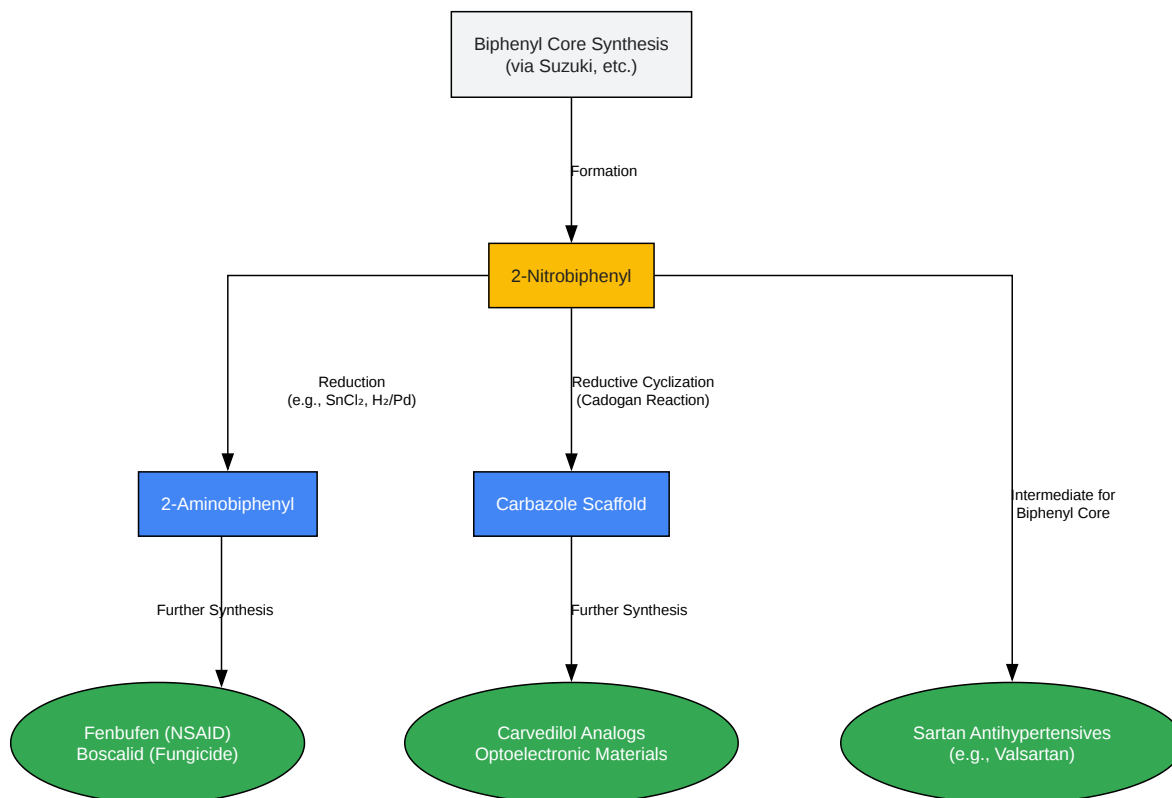 Biphenyl Core Synthesis
(via Suzuki, etc.)
Formation
2-Nitrobiphenyl
Reduction
(e.g., SnCl₂, H₂/Pd)
Reductive Cyclization
(Cadogan Reaction)
2-Aminobiphenyl
Carbazole Scaffold
Intermediate for
Biphenyl Core
Further Synthesis
Further Synthesis
Fenbufen (NSAID)
Boscalid (Fungicide)
Carvedilol Analogs
Optoelectronic Materials
Sartan Antihypertensives
(e.g., Valsartan)